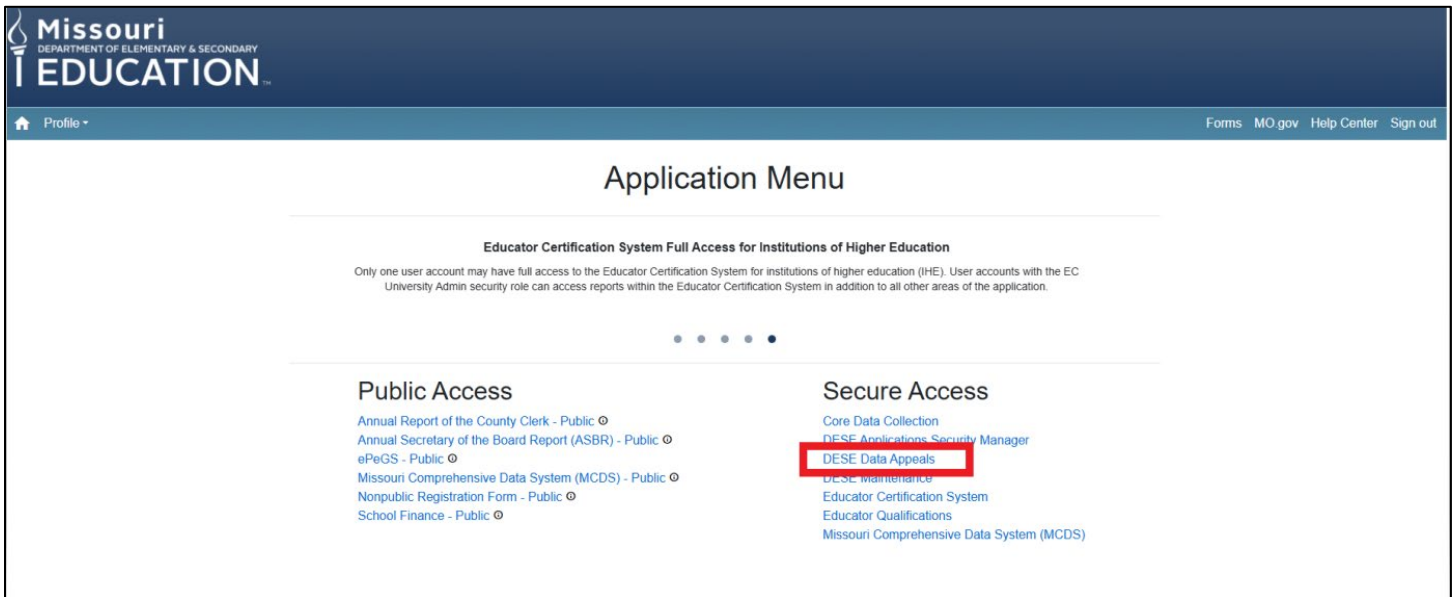 Missouri
DEPARTMENT OF ELEMENTARY & SECONDARY
EDUCATION™
Profile
Forms MO.gov Help Center Sign out
Application Menu
Educator Certification System Full Access for Institutions of Higher Education
Only one user account may have full access to the Educator Certification System for institutions of higher education (IHE). User accounts with the EC
University Admin security role can access reports within the Educator Certification System in addition to all other areas of the application.
Public Access
Annual Report of the County Clerk - Public
Annual Secretary of the Board Report (ASBR) - Public
ePeGS - Public
Missouri Comprehensive Data System (MCDS) - Public
Nonpublic Registration Form - Public
School Finance - Public
Secure Access
Core Data Collection
DESE Applications Security Manager
DESE Data Appeals
DESE Maintenance
Educator Certification System
Educator Qualifications
Missouri Comprehensive Data System (MCDS)